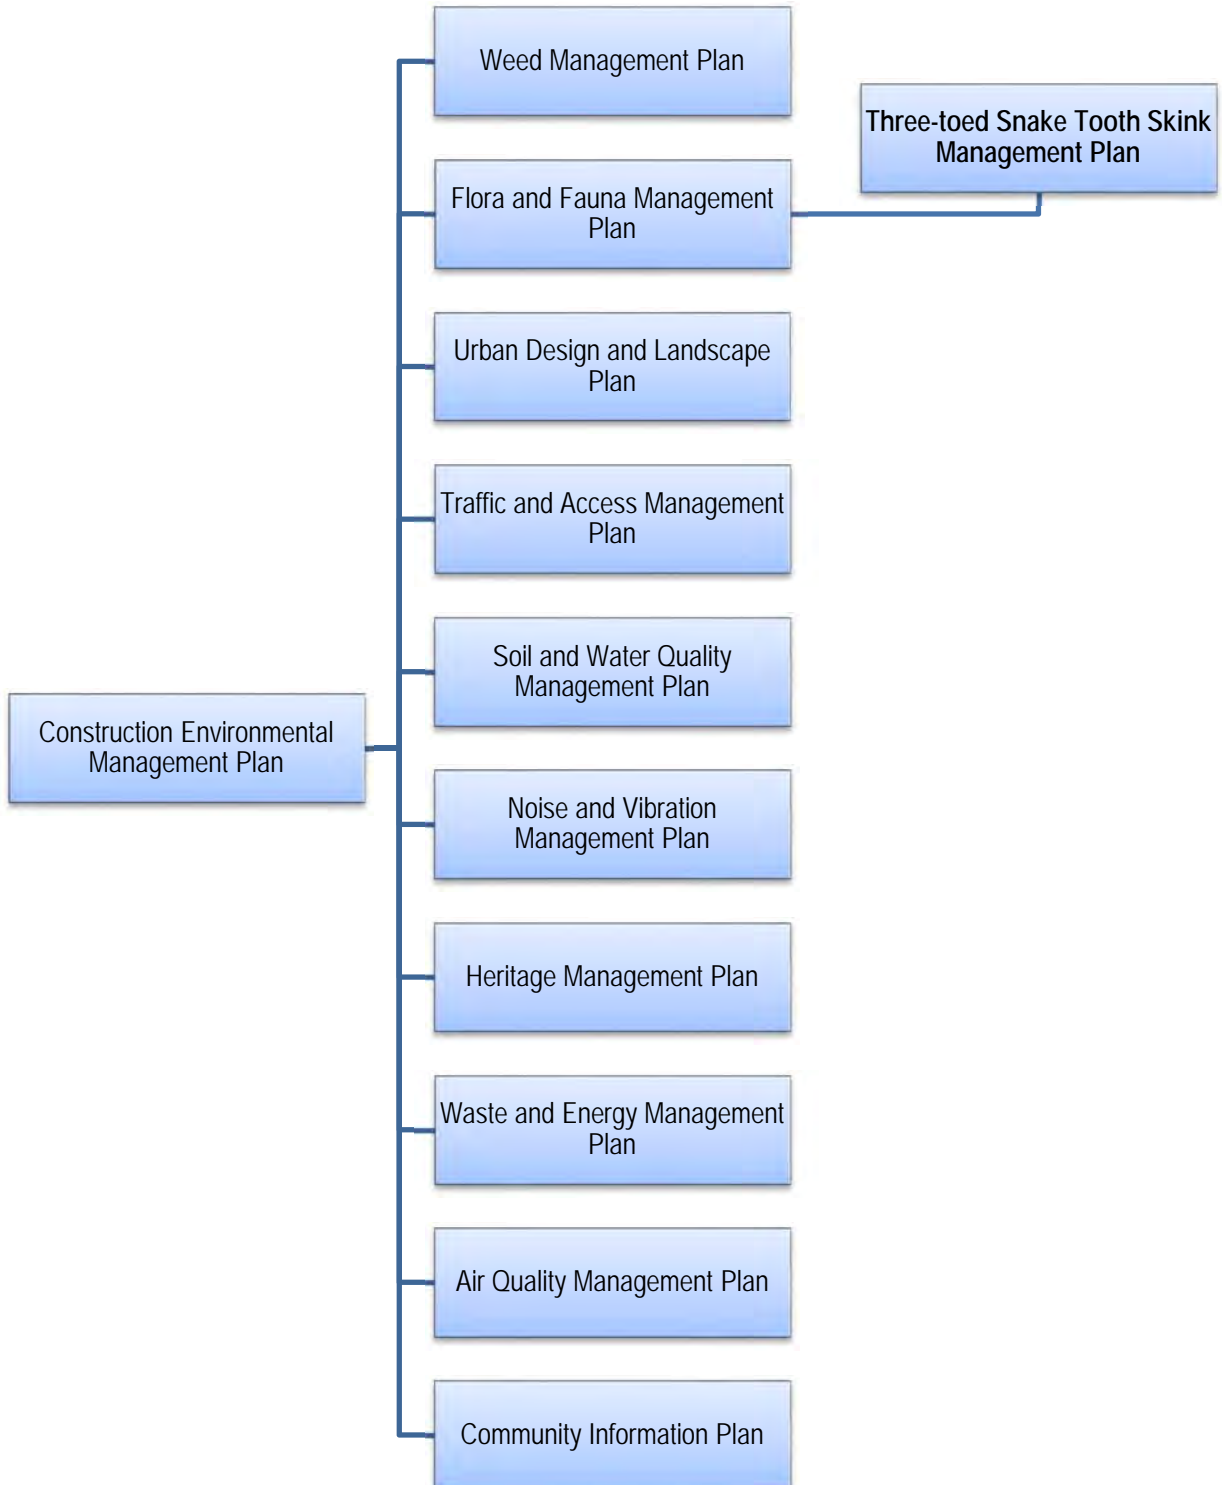 Weed Management Plan
Three-toed Snake Tooth Skink
Management Plan
Flora and Fauna Management
Plan
Urban Design and Landscape
Plan
Traffic and Access Management
Plan
Soil and Water Quality
Management Plan
Construction Environmental
Management Plan
Noise and Vibration
Management Plan
Heritage Management Plan
Waste and Energy Management
Plan
Air Quality Management Plan
Community Information Plan